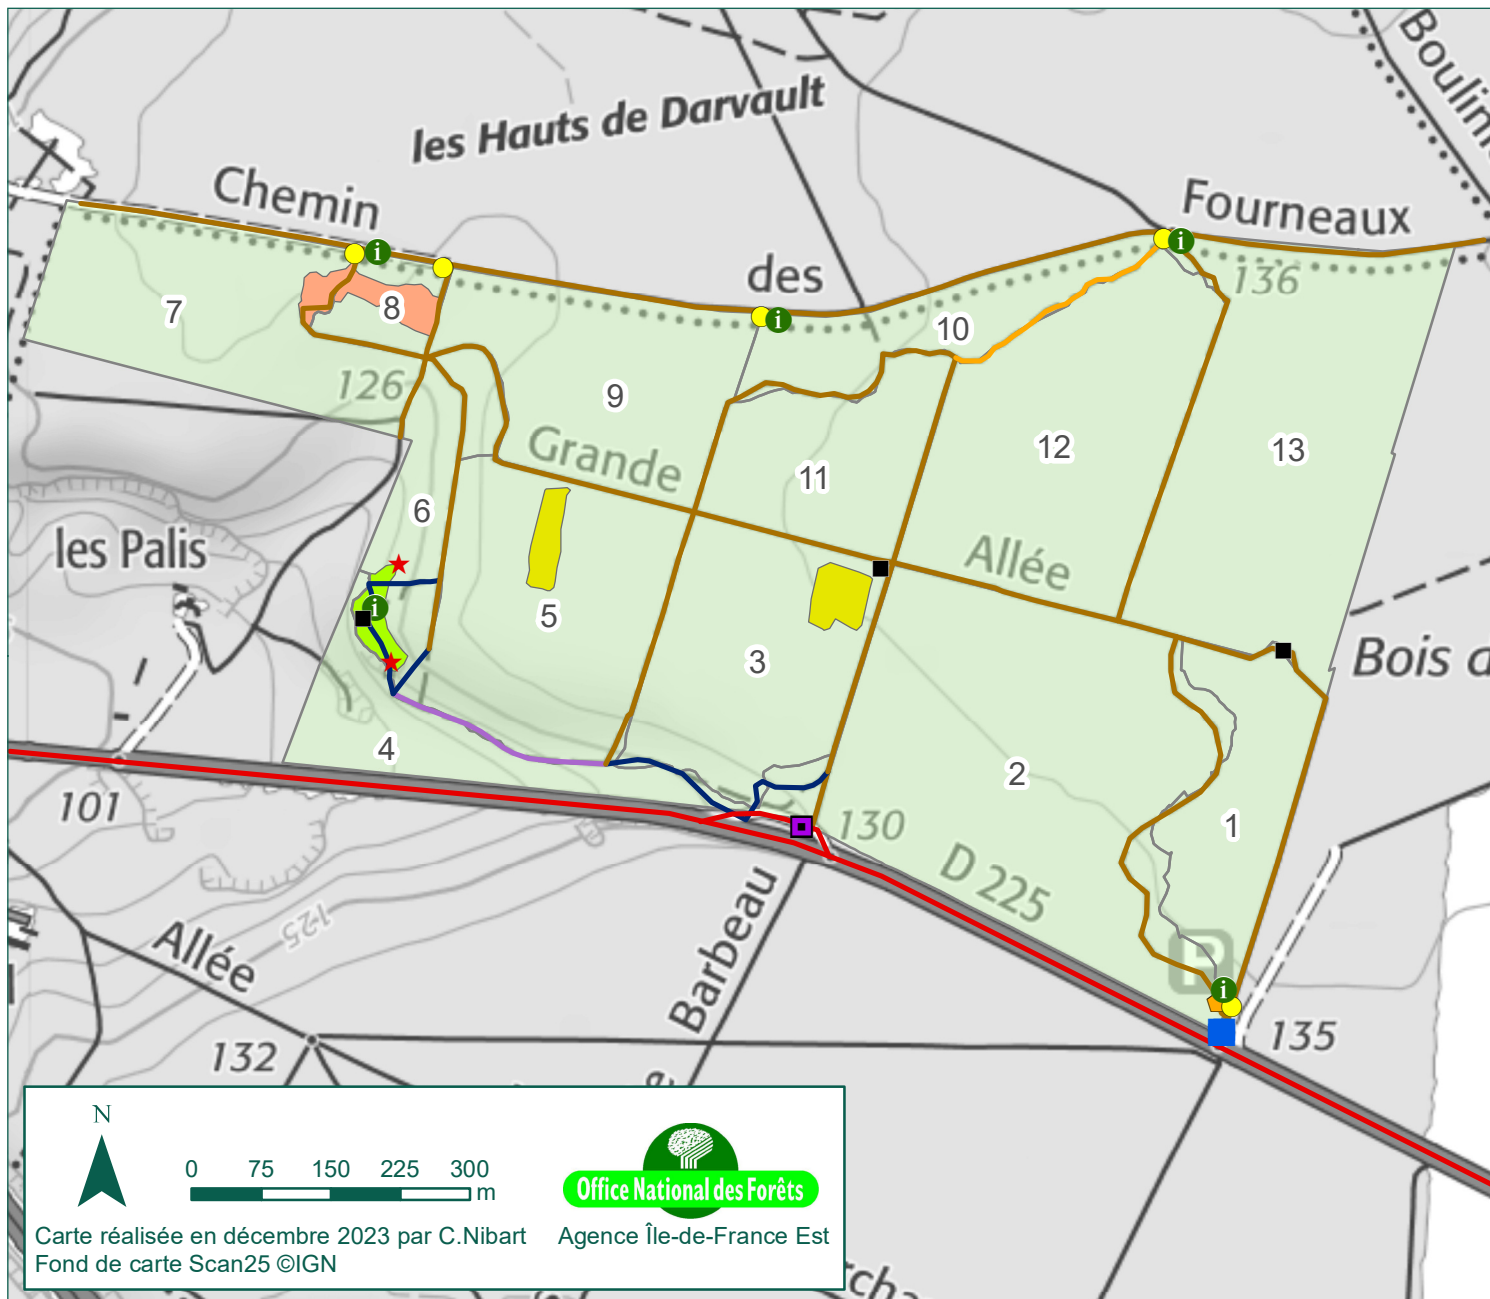 Boulin
les Hauts de Darvault
Chemin
Fourneaux
des
136
7
8
10
126
9
Grande
11
12
13
6
les Palis
Allée
5
3
Bois d
4
2
101
130
1
D 225
125
Allée
Barbeau
P
132
135
N
0 75 150 225 300
m
Office National des Forêts
Carte réalisée en décembre 2023 par C.Nibart
Agence Île-de-France Est
Fond de carte Scan25 ©IGN
i
i
i
i
i